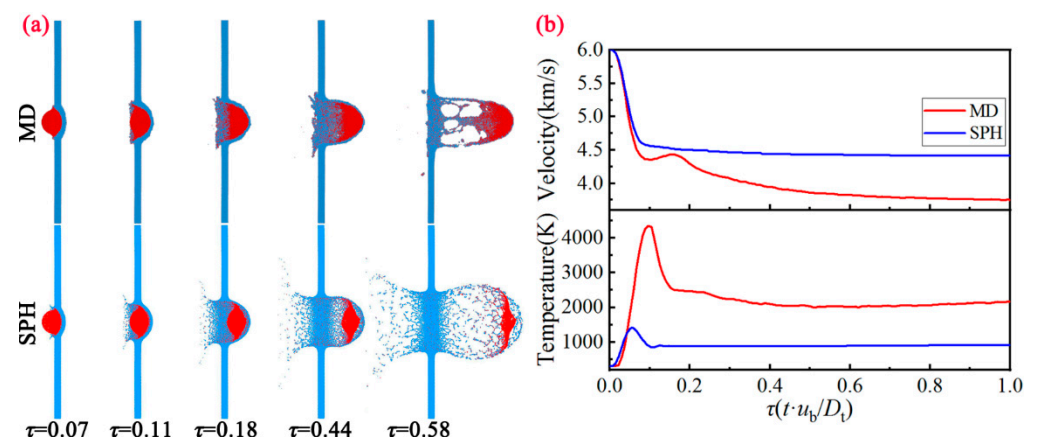 (a)
MD
SPH
τ=0.07 τ=0.11 τ=0.18 τ=0.44 τ=0.58
(b)
Velocity(km/s)
6.0
5.5
5.0
4.5
4.0
MD
SPH
Temperature(K)
4000
3000
2000
1000
0.0 0.2 0.4 0.6 0.8 1.0
τ(t·u_b/D_t)